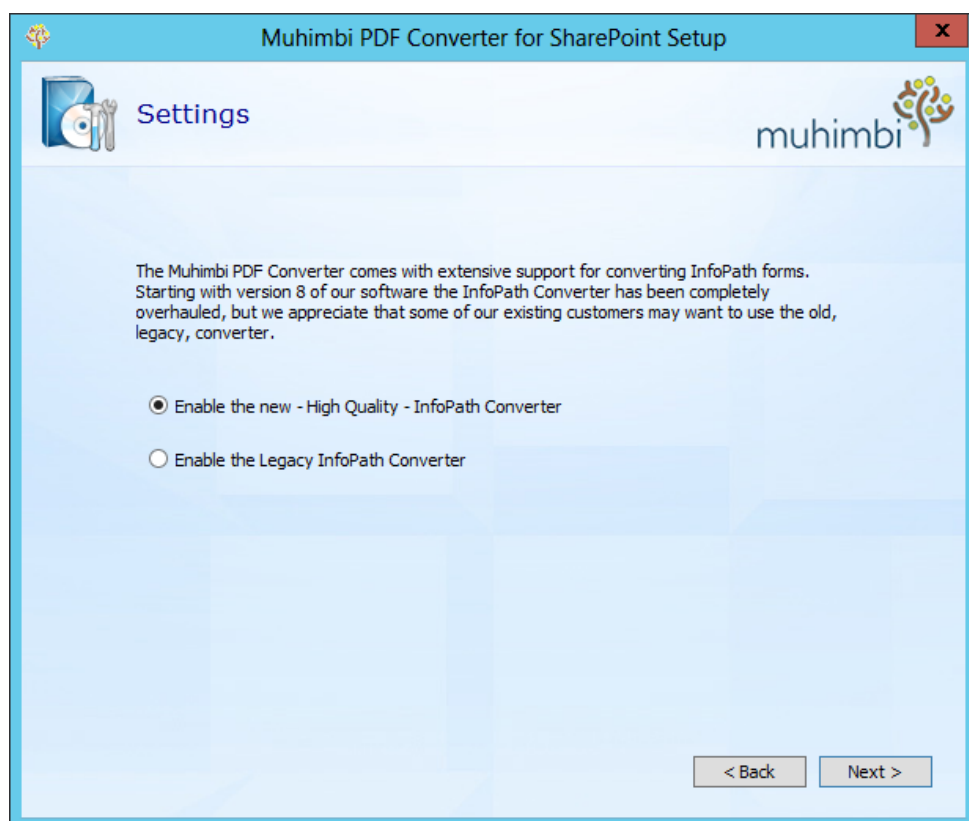 Muhimbi PDF Converter for SharePoint Setup
x
Settings
muhimbi
The Muhimbi PDF Converter comes with extensive support for converting InfoPath forms.
Starting with version 8 of our software the InfoPath Converter has been completely
overhauled, but we appreciate that some of our existing customers may want to use the old,
legacy, converter.
Enable the new - High Quality - InfoPath Converter
Enable the Legacy InfoPath Converter
< Back
Next >